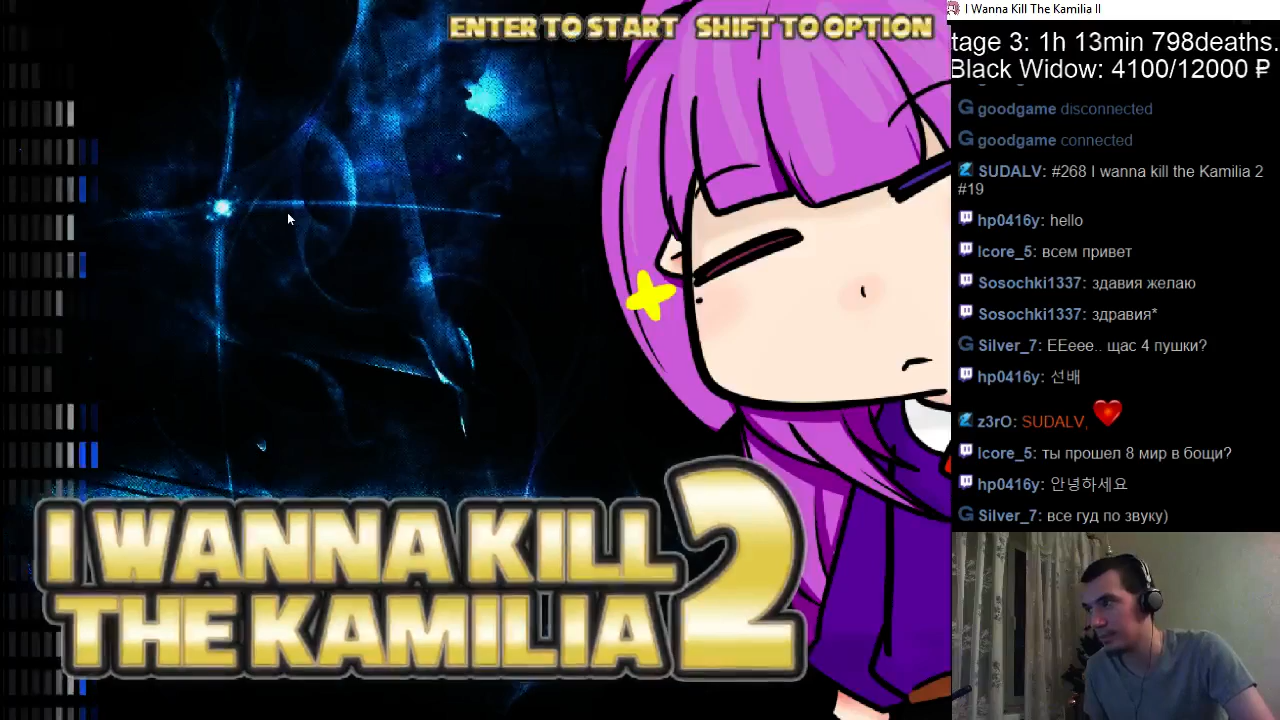 ENTER TO START SHIFT TO OPTION
I WANNA KILL
THE KAMILIA 2
I Wanna Kill The Kamilia II
tage 3: 1h 13min 798deaths.
Black Widow: 4100/12000 ₽
goodgame disconnected
goodgame connected
SUDALV: #268 I wanna kill the Kamilia 2
#19
hp0416y: hello
Icore_5: всем привет
Sosochki1337: здавия желаю
Sosochki1337: здравия*
Silver_7: ЕЕеее.. щас 4 пушки?
hp0416y: 선배
z3rO: SUDALV,
Icore_5: ты прошел 8 мир в бощи?
hp0416y: 안녕하세요
Silver_7: все гуд по звуку)